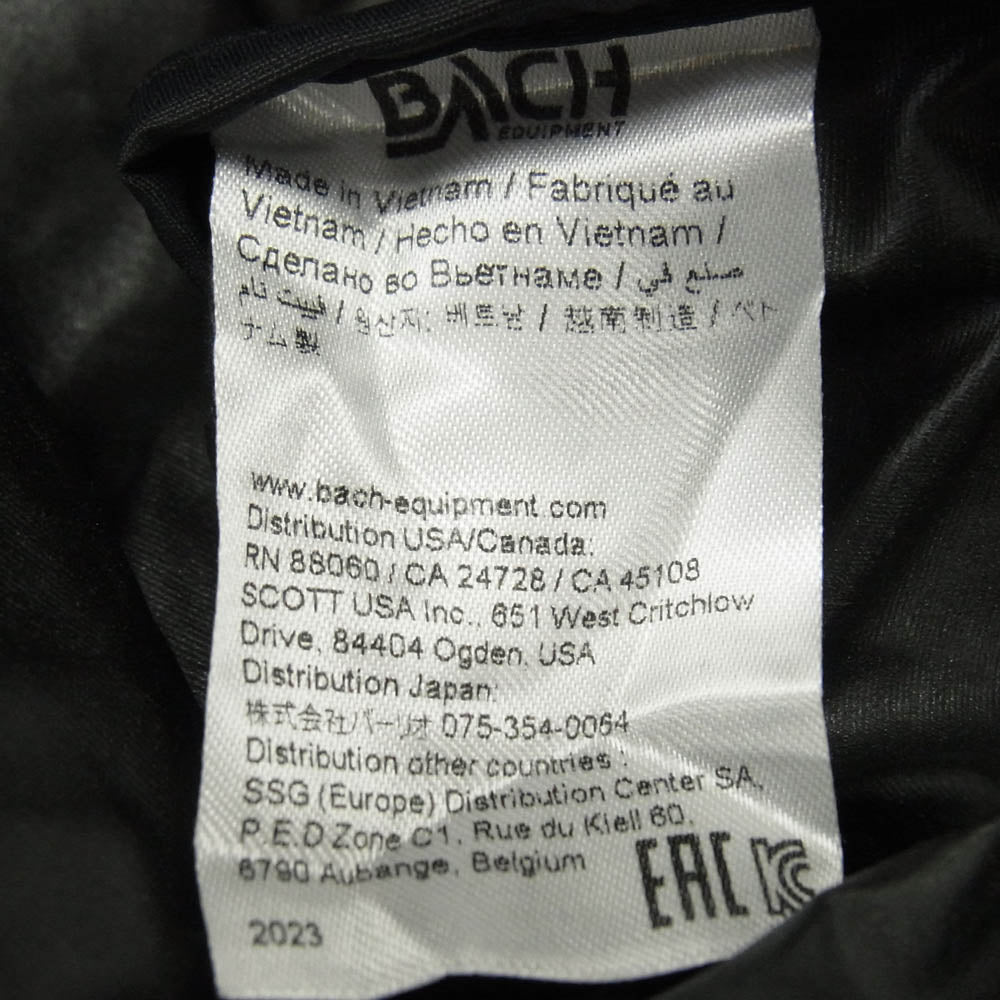 BACH
EQUIPMENT
Made in Vietnam / Fabriqué au
Vietnam / Hecho en Vietnam /
Сделано во Вьетнаме / صنع في
فييت نام / 원산지: 베트남 / 越南制造 / ベト
ナム製
www.bach-equipment.com
Distribution USA/Canada:
RN 88060 / CA 24728 / CA 45108
SCOTT USA Inc., 651 West Critchlow
Drive, 84404 Ogden, USA
Distribution Japan:
株式会社バーリオ 075-354-0064
Distribution other countries :
SSG (Europe) Distribution Center SA,
P.E.D Zone C1, Rue du Kiell 60,
6790 Aubange, Belgium
EAC KC
2023